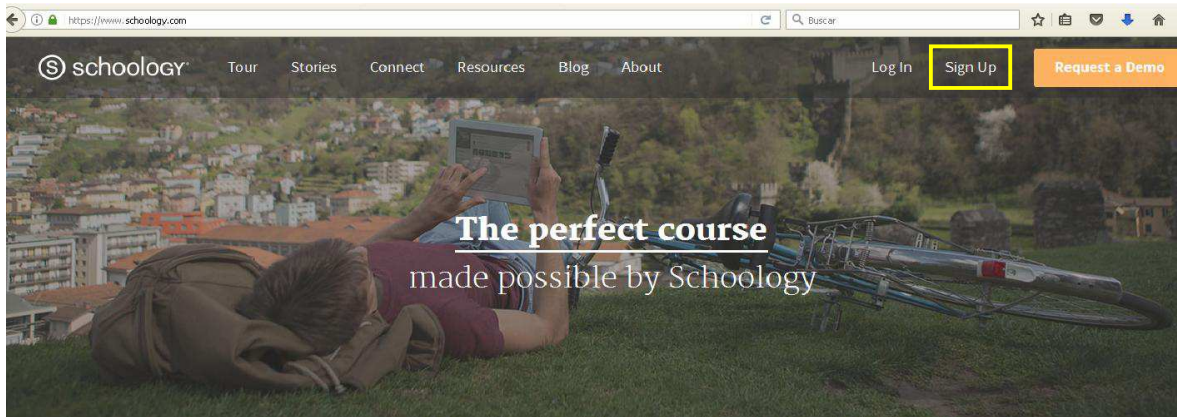 https://www.schoology.com
Buscar
S schoology Tour Stories Connect Resources Blog About Log In Sign Up Request a Demo
The perfect course
made possible by Schoology